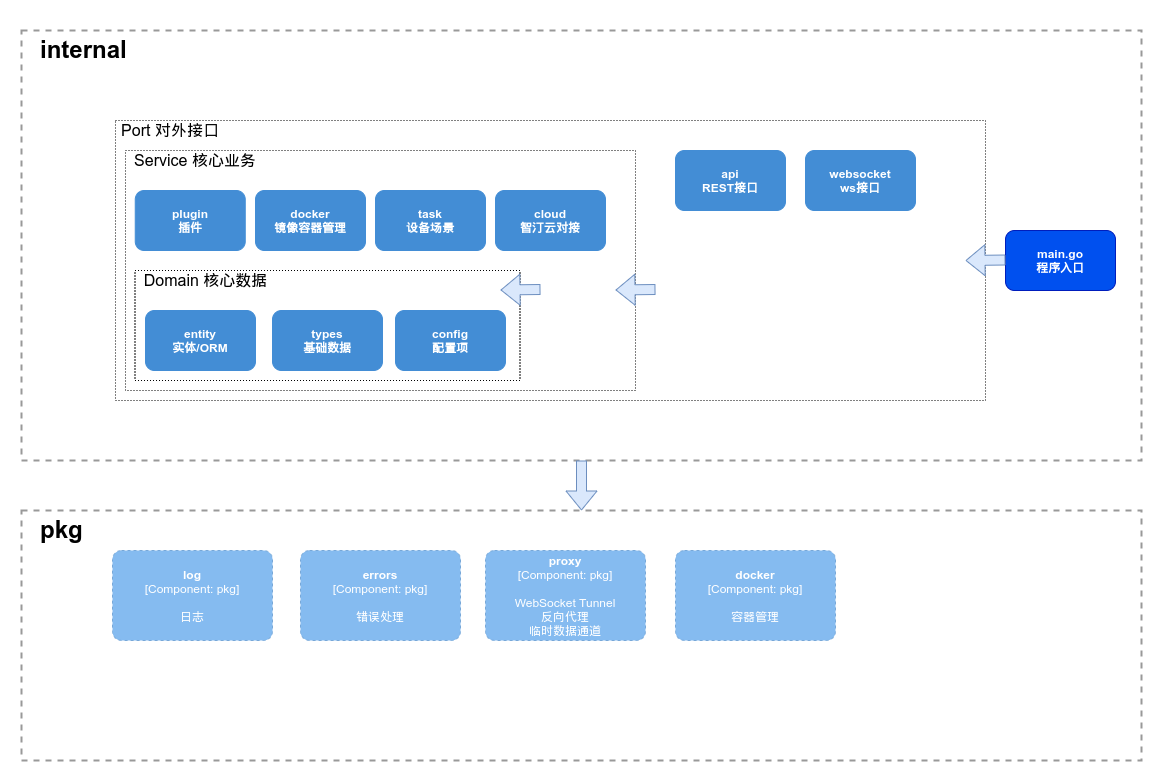 internal
Port 对外接口
Service 核心业务
plugin
插件
docker
镜像容器管理
task
设备场景
cloud
智汀云对接
api
REST接口
websocket
ws接口
main.go
程序入口
Domain 核心数据
entity
实体/ORM
types
基础数据
config
配置项
pkg
log
[Component: pkg]
日志
errors
[Component: pkg]
错误处理
proxy
[Component: pkg]
WebSocket Tunnel
反向代理
临时数据通道
docker
[Component: pkg]
容器管理